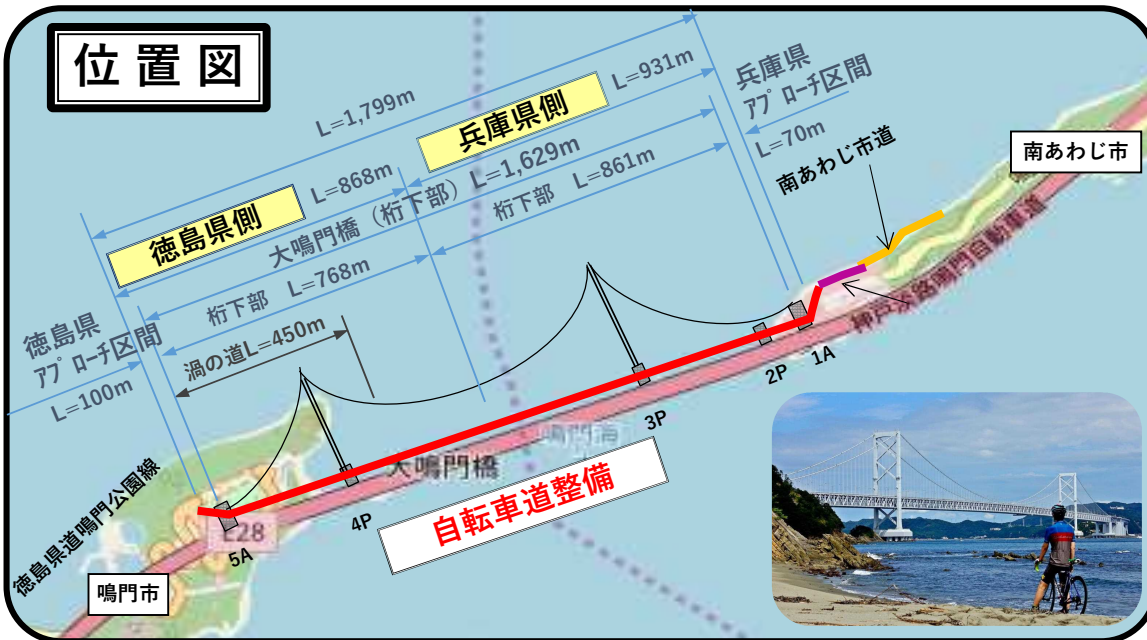 位置図
L=1,799m
兵庫県側
L=931m
徳島県側
L=868m
大鳴門橋（桁下部）L=1,629m
桁下部 L=768m
桁下部 L=861m
渦の道L=450m
徳島県
ｱﾌﾟﾛｰﾁ区間
L=100m
兵庫県
ｱﾌﾟﾛｰﾁ区間
L=70m
南あわじ市道
南あわじ市
神戸淡路鳴門自動車道
1A
2P
3P
4P
5A
大鳴門橋
自転車道整備
E28
徳島県道鳴門公園線
鳴門市